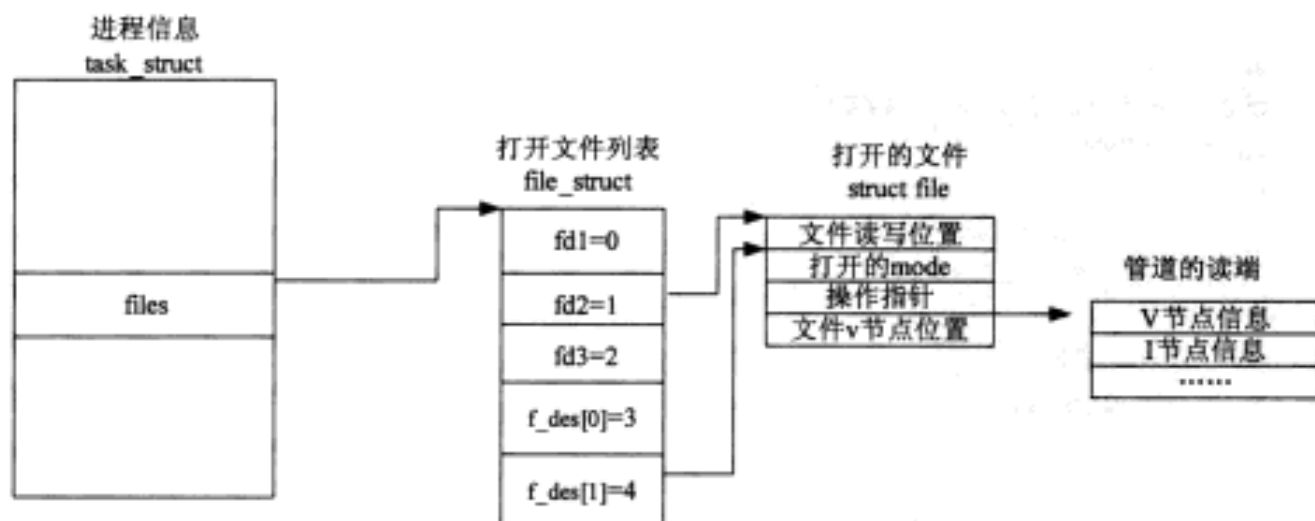 进程信息
task_struct
files
打开文件列表
file_struct
fd1=0
fd2=1
fd3=2
f_des[0]=3
f_des[1]=4
打开的文件
struct file
文件读写位置
打开的mode
操作指针
文件v节点位置
管道的读端
V节点信息
I节点信息
······